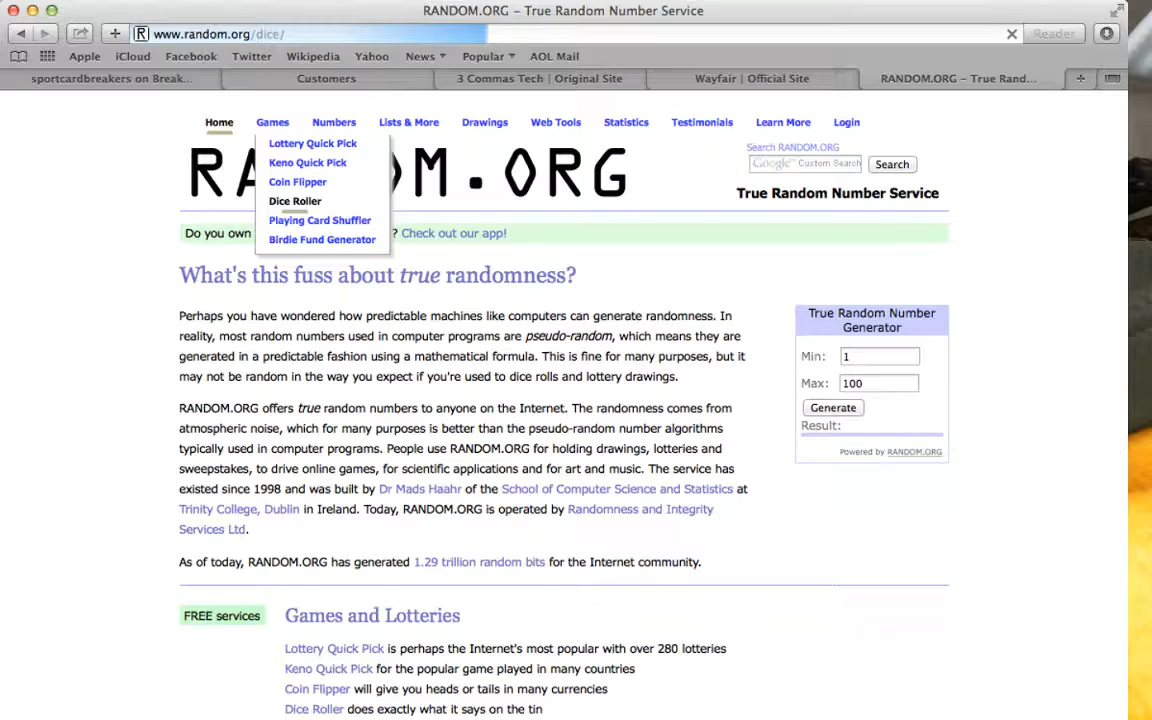 RANDOM.ORG – True Random Number Service
www.random.org/dice/
Reader
Apple iCloud Facebook Twitter Wikipedia Yahoo News Popular AOL Mail
sportcardbreakers on Break... Customers 3 Commas Tech | Original Site Wayfair | Official Site RANDOM.ORG – True Rand...
Home Games Numbers Lists & More Drawings Web Tools Statistics Testimonials Learn More Login
Lottery Quick Pick
Keno Quick Pick
Coin Flipper
Dice Roller
Playing Card Shuffler
Birdie Fund Generator
Search RANDOM.ORG
Google™ Custom Search Search
True Random Number Service
Do you own ? Check out our app!
What's this fuss about true randomness?
Perhaps you have wondered how predictable machines like computers can generate randomness. In
reality, most random numbers used in computer programs are pseudo-random, which means they are
generated in a predictable fashion using a mathematical formula. This is fine for many purposes, but it
may not be random in the way you expect if you're used to dice rolls and lottery drawings.
RANDOM.ORG offers true random numbers to anyone on the Internet. The randomness comes from
atmospheric noise, which for many purposes is better than the pseudo-random number algorithms
typically used in computer programs. People use RANDOM.ORG for holding drawings, lotteries and
sweepstakes, to drive online games, for scientific applications and for art and music. The service has
existed since 1998 and was built by Dr Mads Haahr of the School of Computer Science and Statistics at
Trinity College, Dublin in Ireland. Today, RANDOM.ORG is operated by Randomness and Integrity
Services Ltd.
As of today, RANDOM.ORG has generated 1.29 trillion random bits for the Internet community.
True Random Number
Generator
Min: 1
Max: 100
Generate
Result:
Powered by RANDOM.ORG
FREE services
Games and Lotteries
Lottery Quick Pick is perhaps the Internet's most popular with over 280 lotteries
Keno Quick Pick for the popular game played in many countries
Coin Flipper will give you heads or tails in many currencies
Dice Roller does exactly what it says on the tin